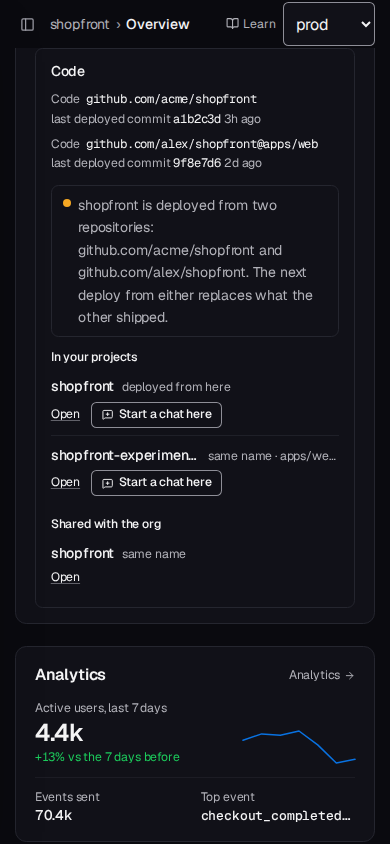 shopfront › Overview
Learn
prod
Code
Code github.com/acme/shopfront
last deployed commit a1b2c3d 3h ago
Code github.com/alex/shopfront@apps/web
last deployed commit 9f8e7d6 2d ago
shopfront is deployed from two
repositories:
github.com/acme/shopfront and
github.com/alex/shopfront. The next
deploy from either replaces what the
other shipped.
In your projects
shopfront deployed from here
Open
Start a chat here
shopfront-experimen... same name · apps/we...
Open
Start a chat here
Shared with the org
shopfront same name
Open
Analytics
Analytics →
Active users, last 7 days
4.4k
+13% vs the 7 days before
Events sent
70.4k
Top event
checkout_completed...